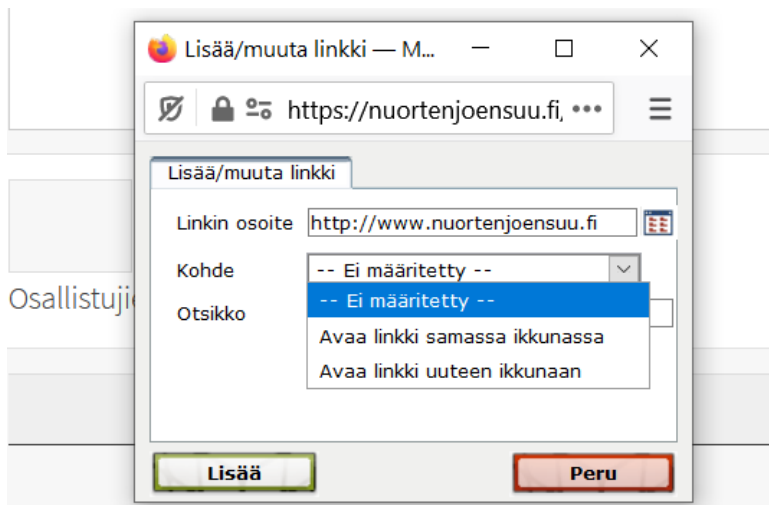 Lisää/muuta linkki — M...
https://nuortenjoensuu.fi,
Lisää/muuta linkki
Linkin osoite http://www.nuortenjoensuu.fi
Kohde -- Ei määritetty --
-- Ei määritetty --
Osallistuji
Otsikko
Avaa linkki samassa ikkunassa
Avaa linkki uuteen ikkunaan
Lisää Peru